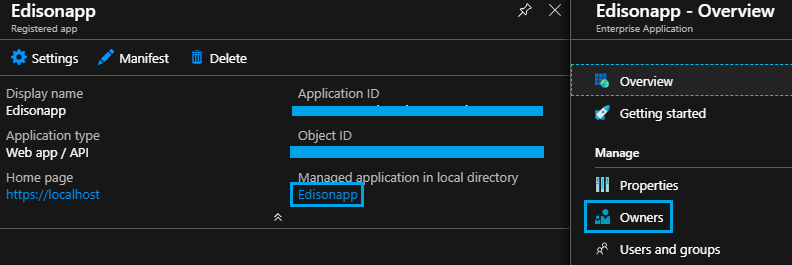 Edisonapp
Registered app
Settings
Manifest
Delete
Display name
Edisonapp
Application ID
Application type
Web app / API
Object ID
Home page
https://localhost
Managed application in local directory
Edisonapp
Edisonapp - Overview
Enterprise Application
Overview
Getting started
Manage
Properties
Owners
Users and groups